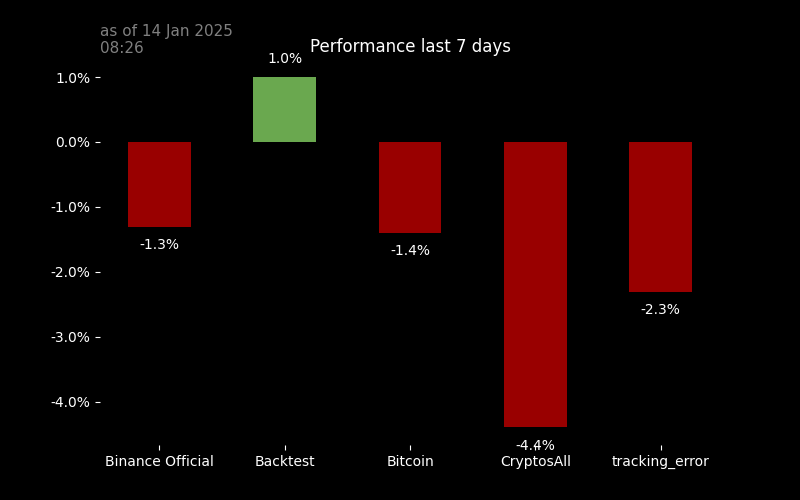 as of 14 Jan 2025
08:26
Performance last 7 days
1.0%
1.0%
0.0%
-1.0%
-1.3%
-1.4%
-2.0%
-2.3%
-3.0%
-4.0%
-4.4%
Binance Official
Backtest
Bitcoin
CryptosAll
tracking_error